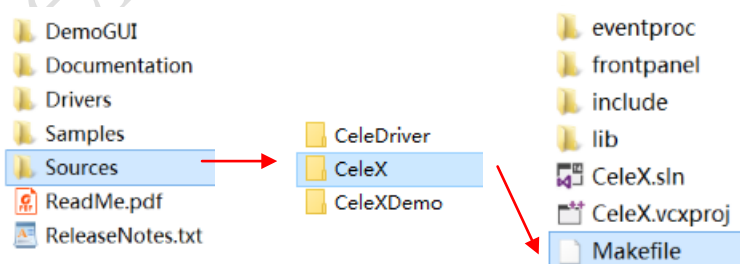 DemoGUI
Documentation
Drivers
Samples
Sources
ReadMe.pdf
ReleaseNotes.txt
CeleDriver
CeleX
CeleXDemo
eventproc
frontpanel
include
lib
CeleX.sln
CeleX.vcxproj
Makefile